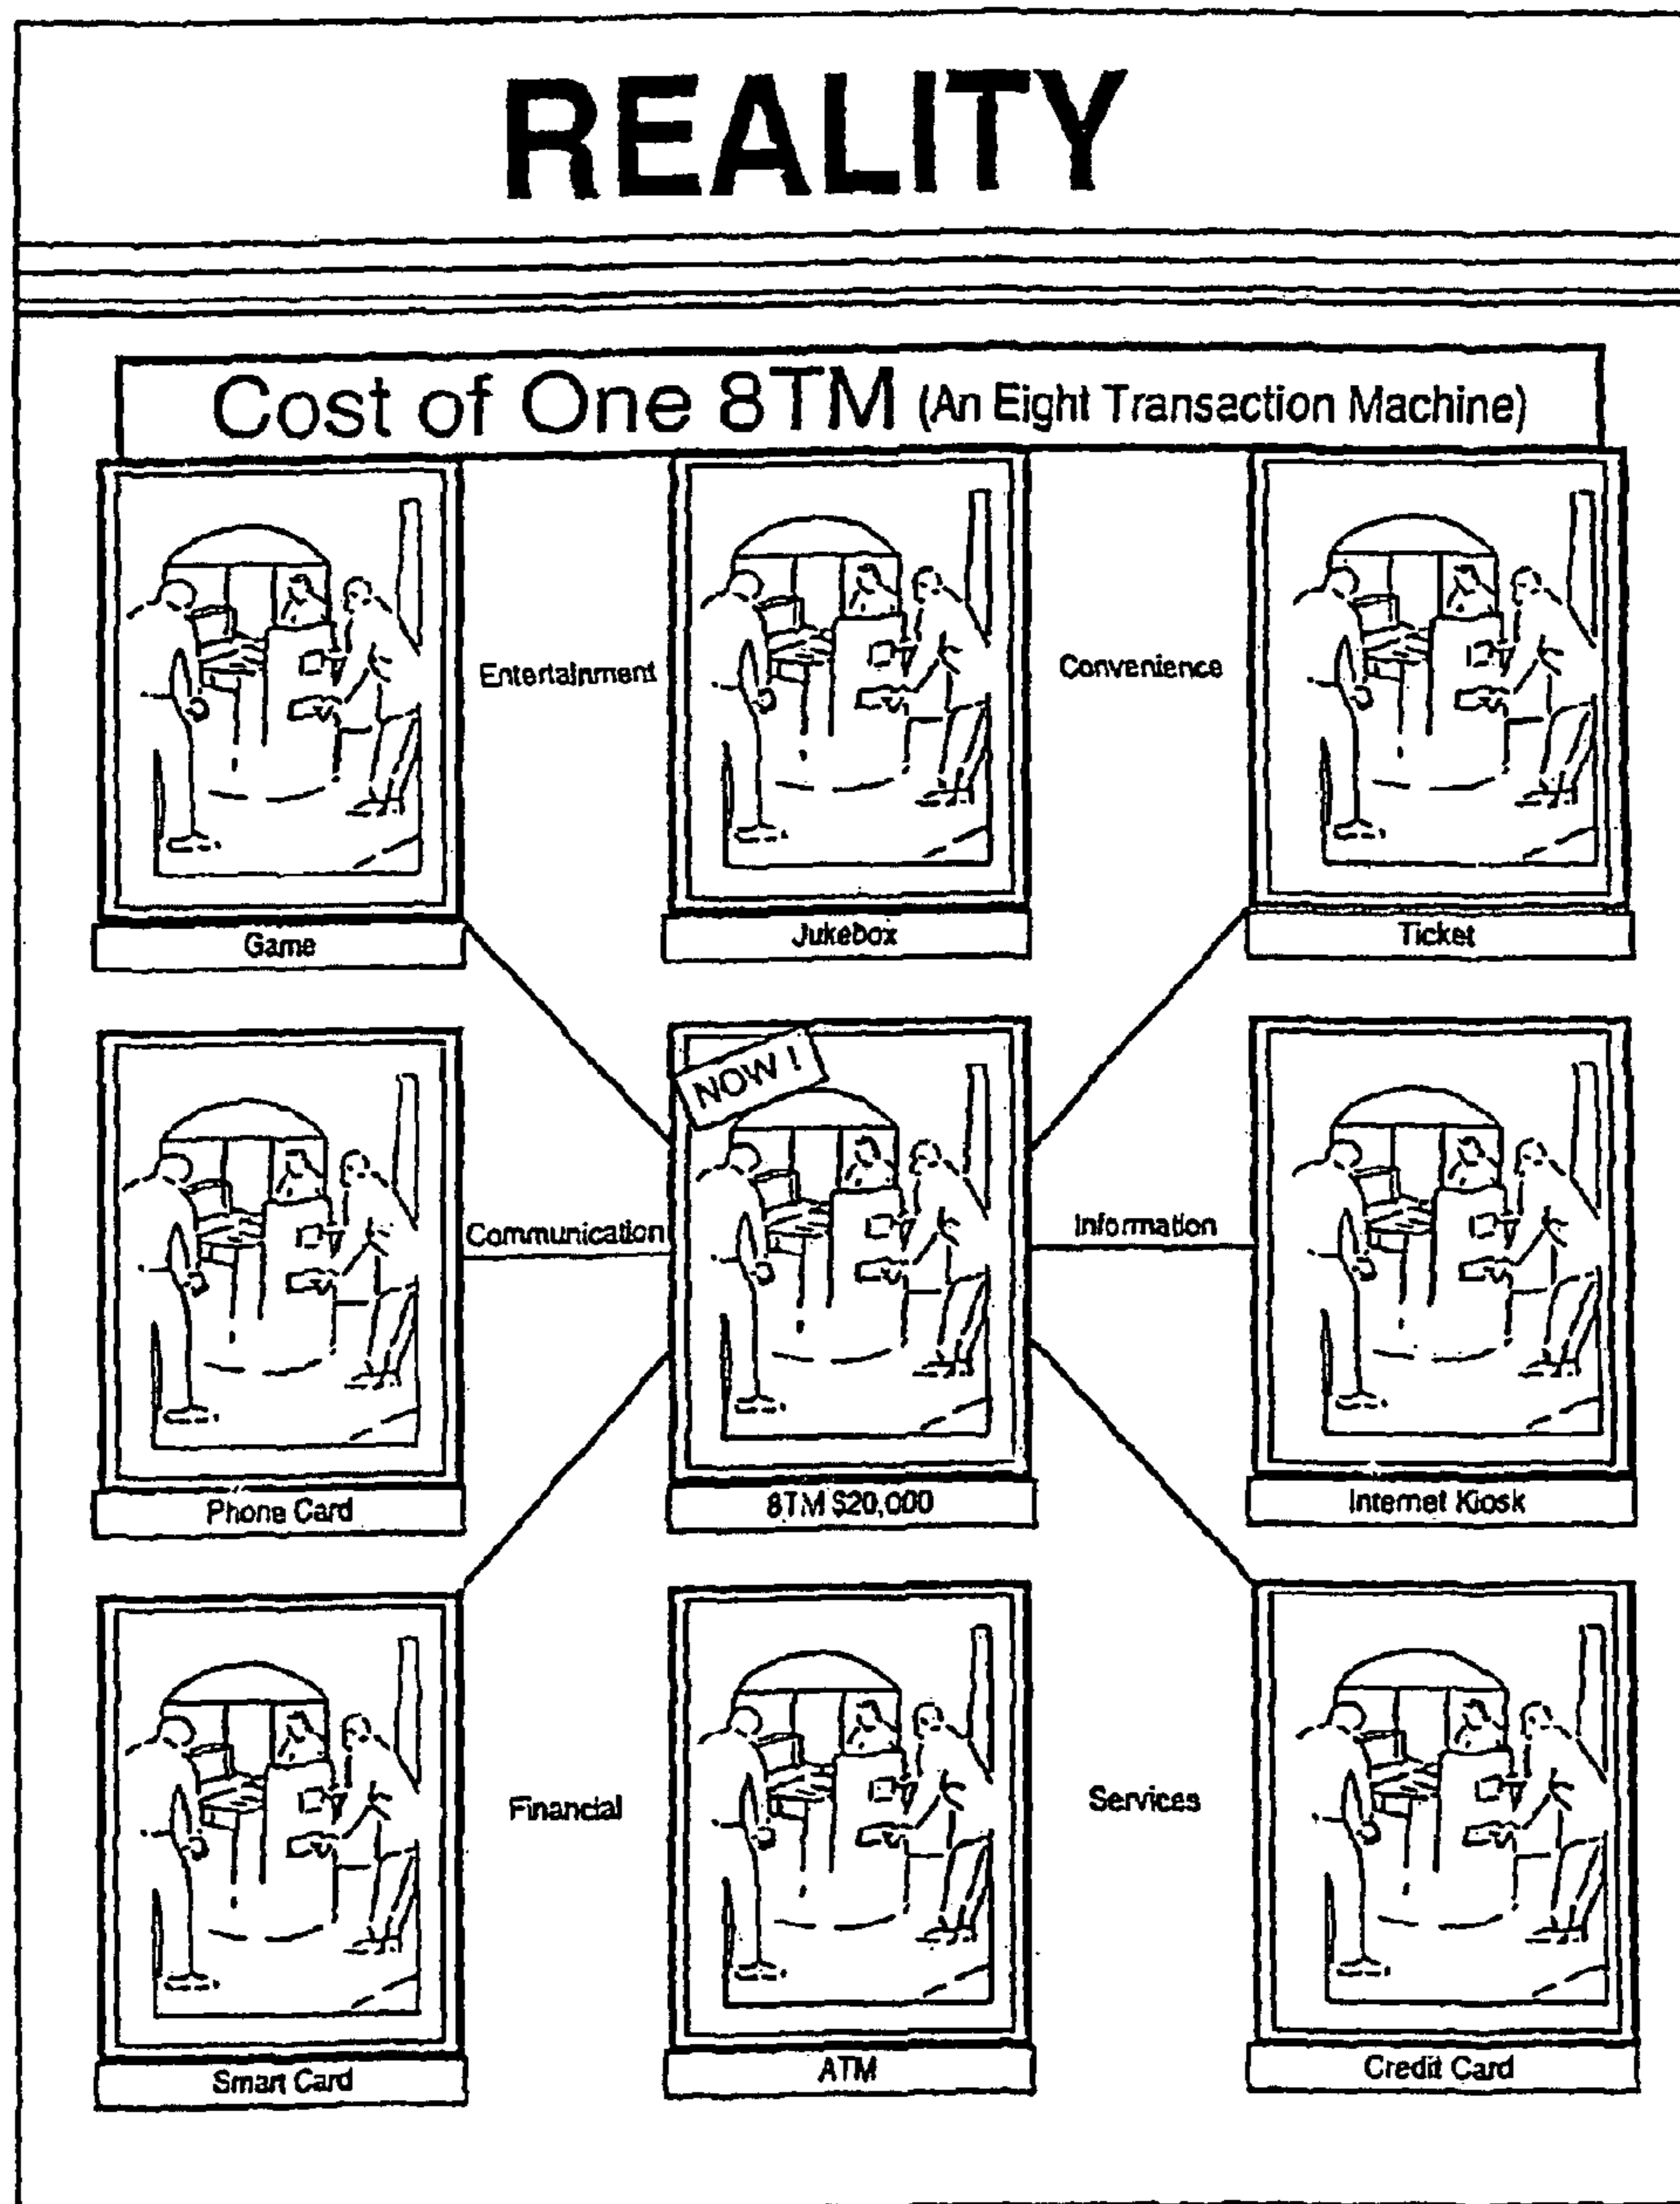 REALITY
Cost of One 8TM (An Eight Transaction Machine)
Entertainment
Convenience
Game
Jukebox
Ticket
NOW !
Communication
Information
Phone Card
8TM $20,000
Internet Kiosk
Financial
Services
Smart Card
ATM
Credit Card